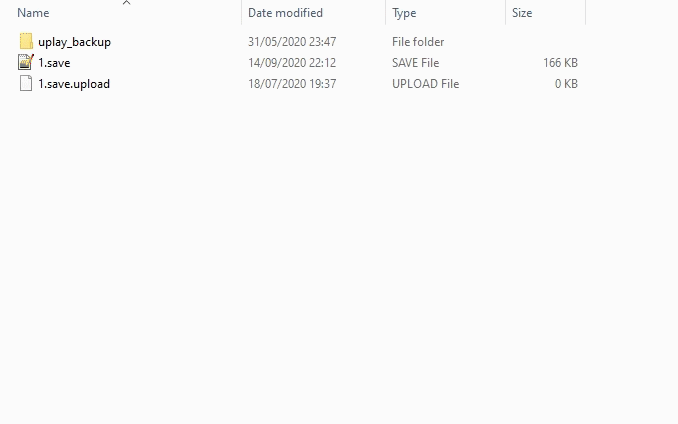 Name Date modified Type Size
uplay_backup 31/05/2020 23:47 File folder
1.save 14/09/2020 22:12 SAVE File 166 KB
1.save.upload 18/07/2020 19:37 UPLOAD File 0 KB